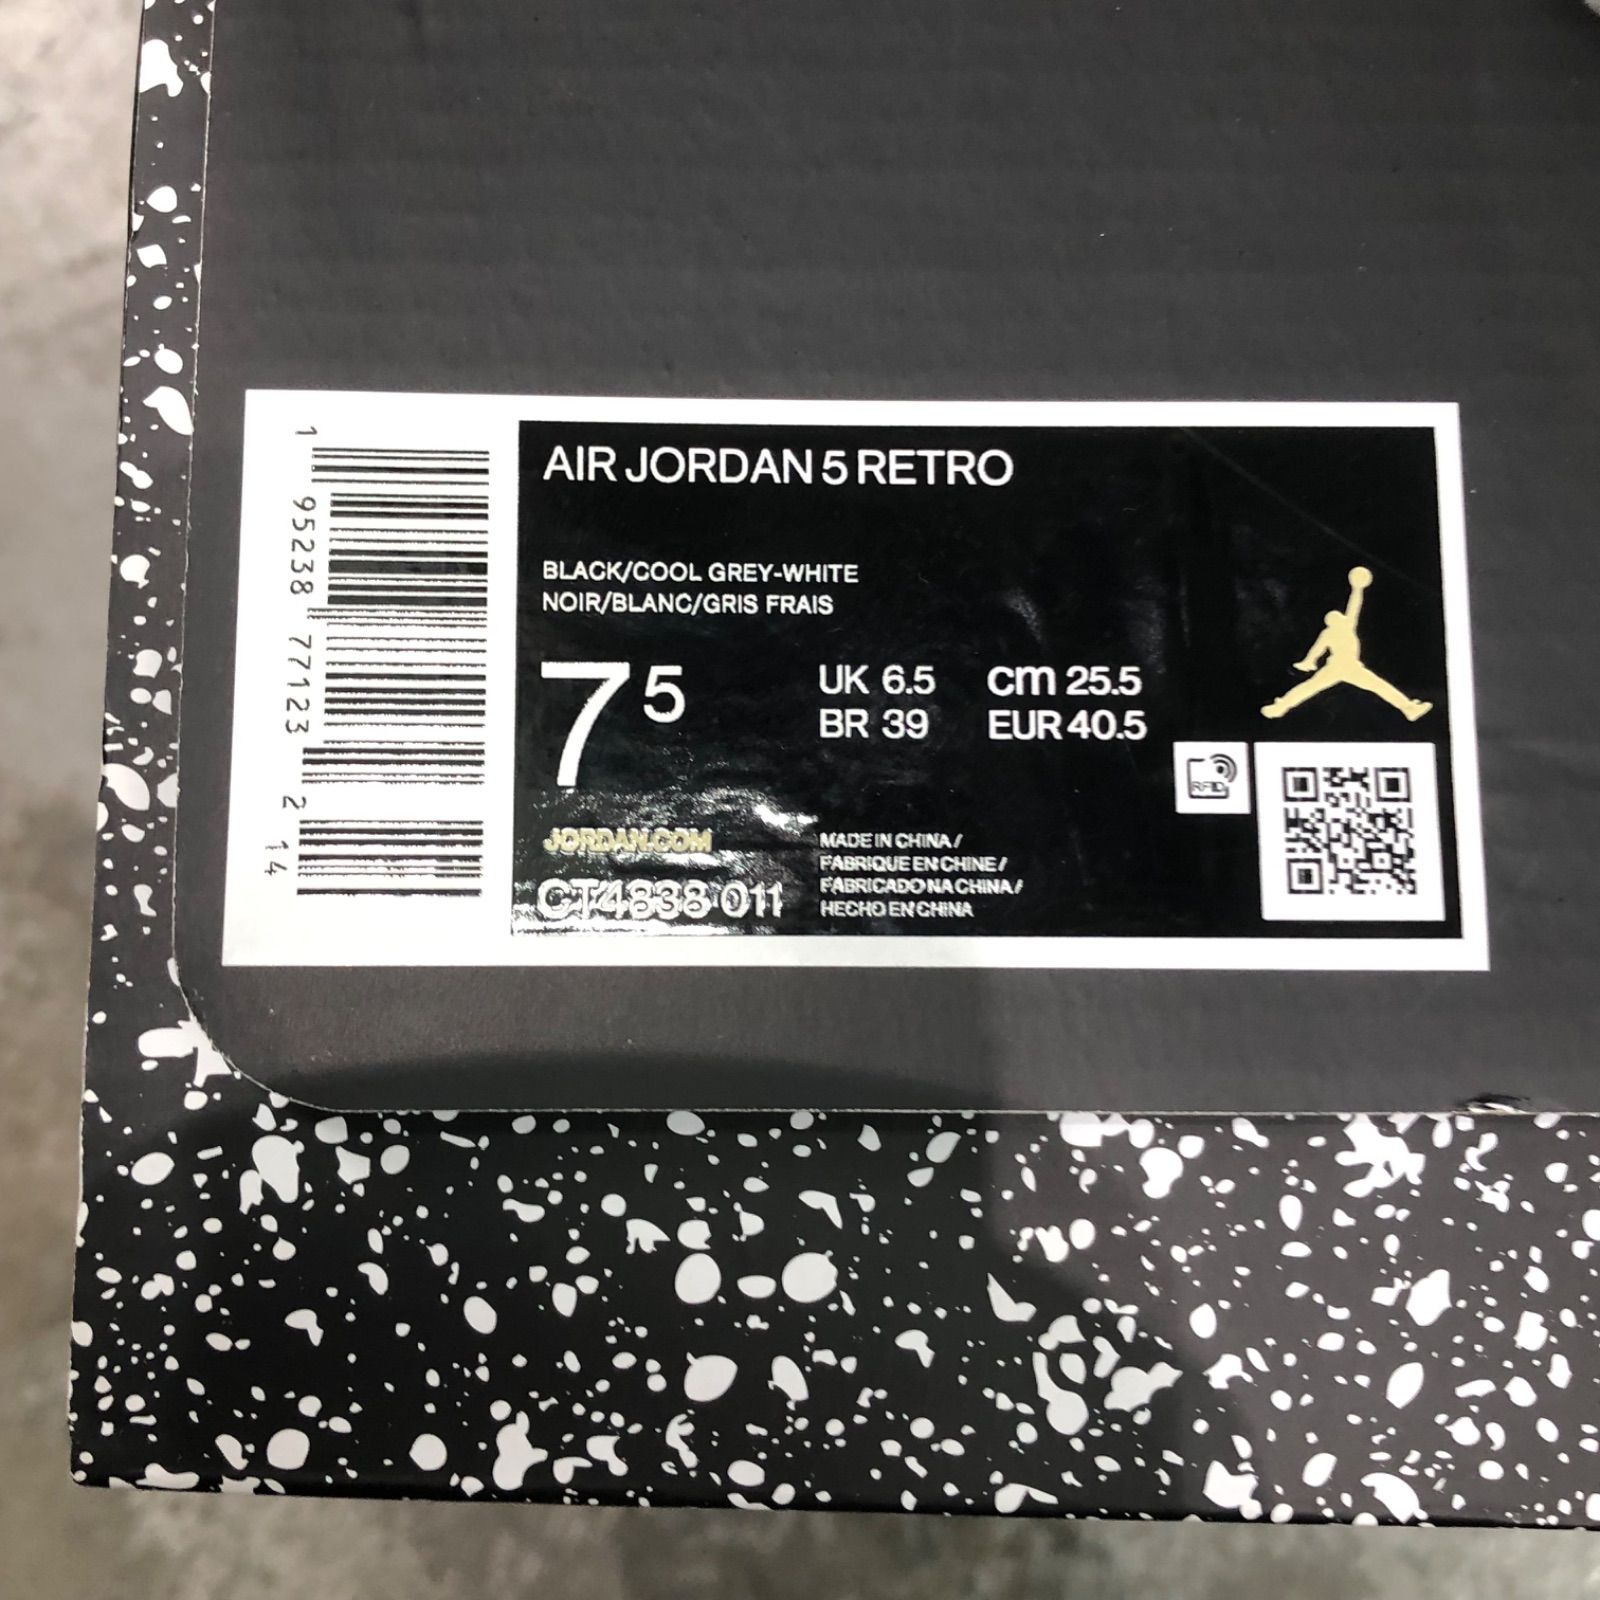 AIR JORDAN 5 RETRO
BLACK/COOL GREY-WHITE
NOIR/BLANC/GRIS FRAIS
7 5
UK 6.5 cm 25.5
BR 39 EUR 40.5
RFID
JORDAN.COM
CT4838 011
MADE IN CHINA /
FABRIQUE EN CHINE /
FABRICADO NA CHINA /
HECHO EN CHINA
1 95238 77123 2 14